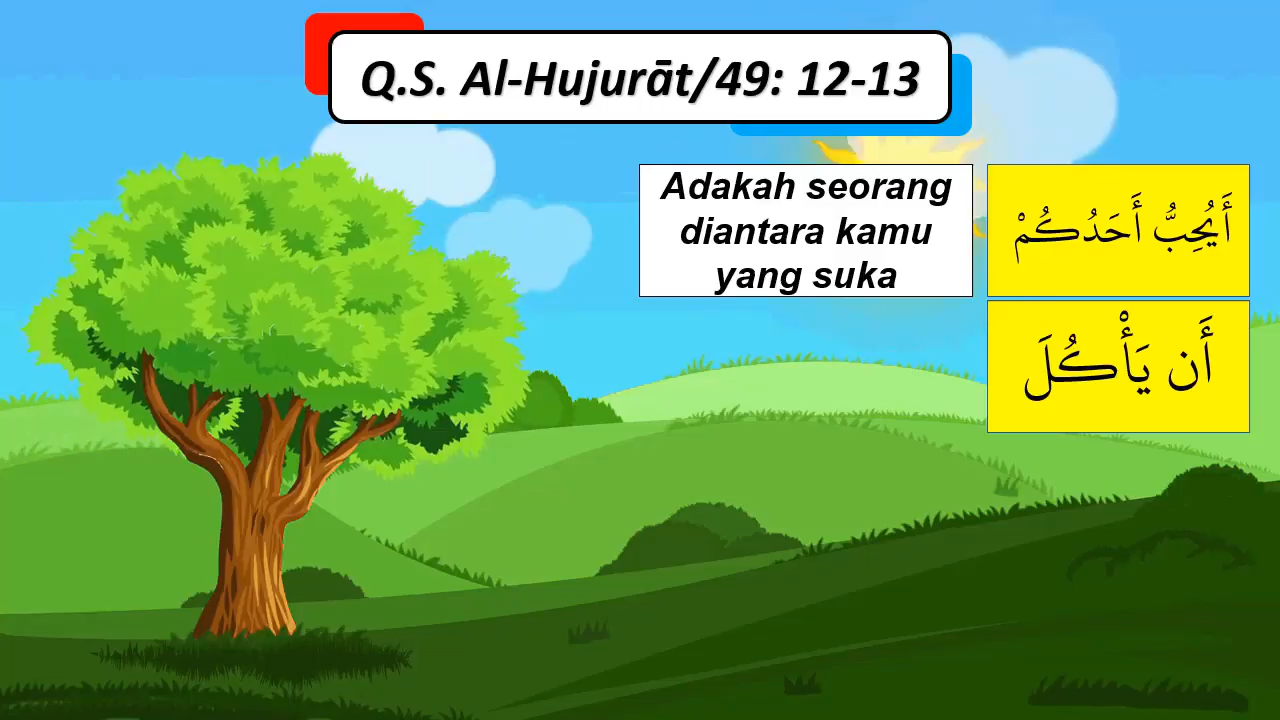 Q.S. Al-Hujurāt/49: 12-13
أَيُحِبُّ أَحَدُكُمْ
Adakah seorang
diantara kamu
yang suka
أَن يَأْكُلَ